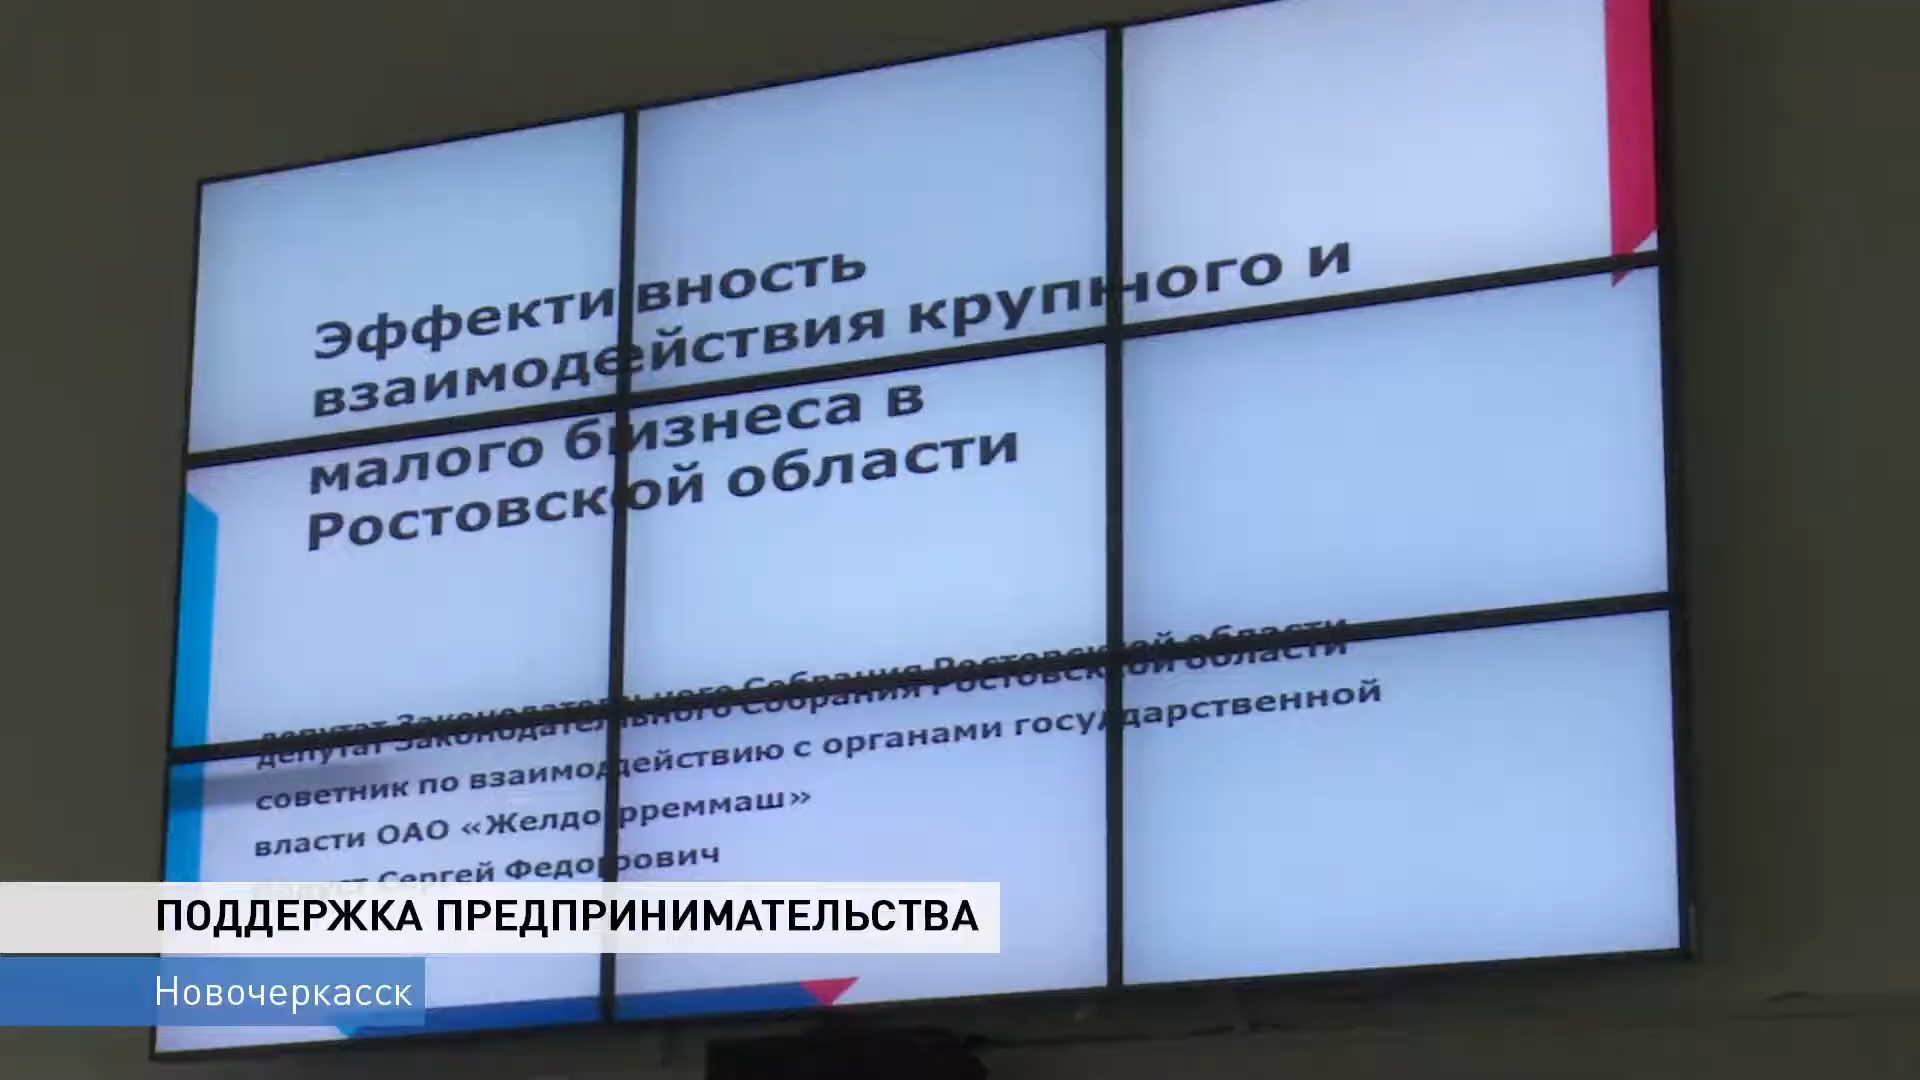 Эффективность
взаимодействия крупного и
малого бизнеса в
Ростовской области
депутат Законодательного Собрания Ростовской области
советник по взаимодействию с органами государственной
власти ОАО «Желдорреммаш»
Сергей Федорович
ПОДДЕРЖКА ПРЕДПРИНИМАТЕЛЬСТВА
Новочеркасск